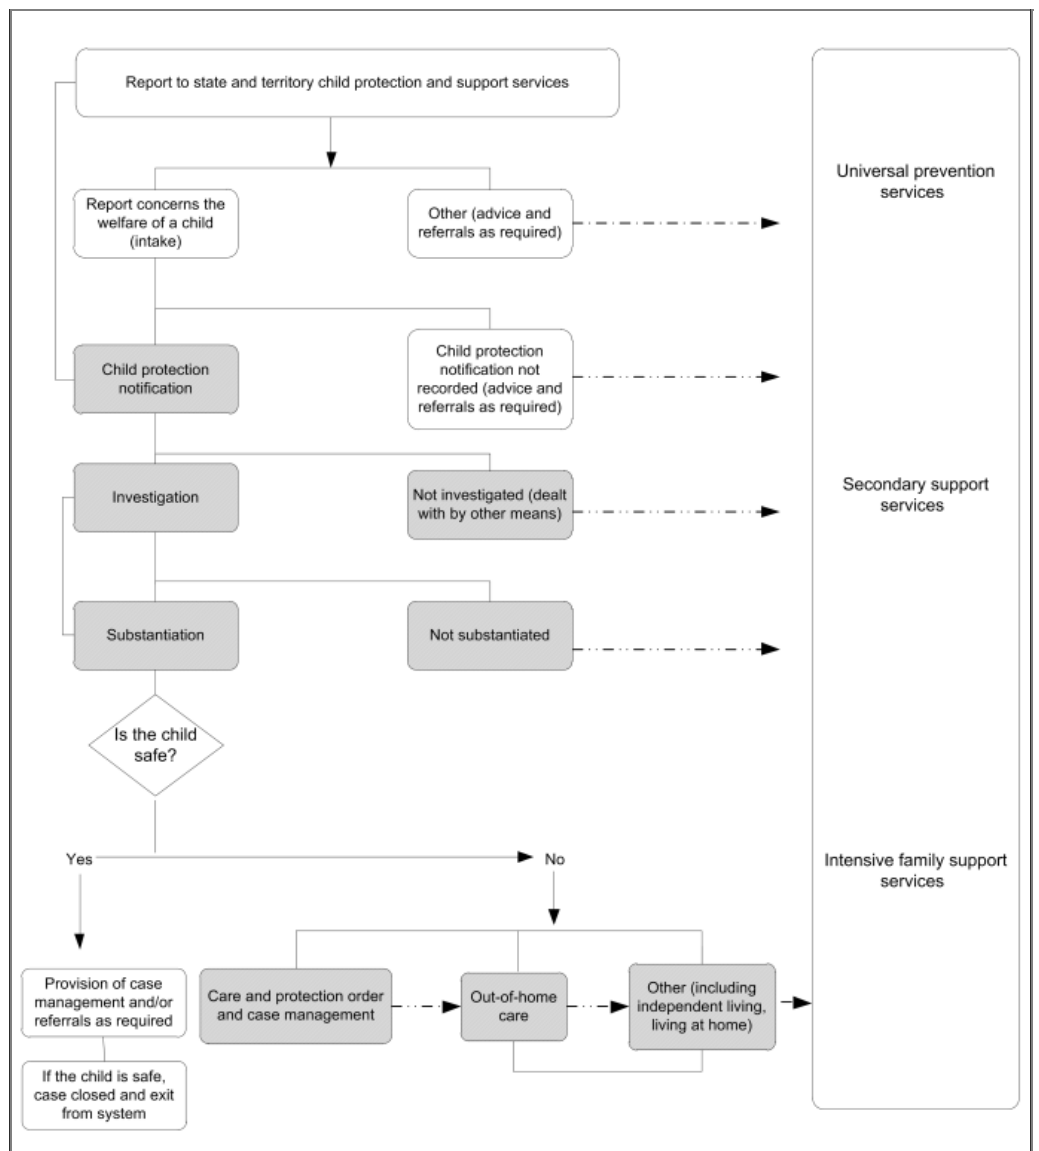 Report to state and territory child protection and support services
Universal prevention
services
Report concerns the
welfare of a child
(intake)
Other (advice and
referrals as required)
Child protection
notification
Child protection
notification not
recorded (advice and
referrals as required)
Investigation
Not investigated (dealt
with by other means)
Secondary support
services
Substantiation
Not substantiated
Is the child
safe?
Yes
No
Intensive family support
services
Provision of case
management and/or
referrals as required
Care and protection order
and case management
Out-of-home
care
Other (including
independent living,
living at home)
If the child is safe,
case closed and exit
from system